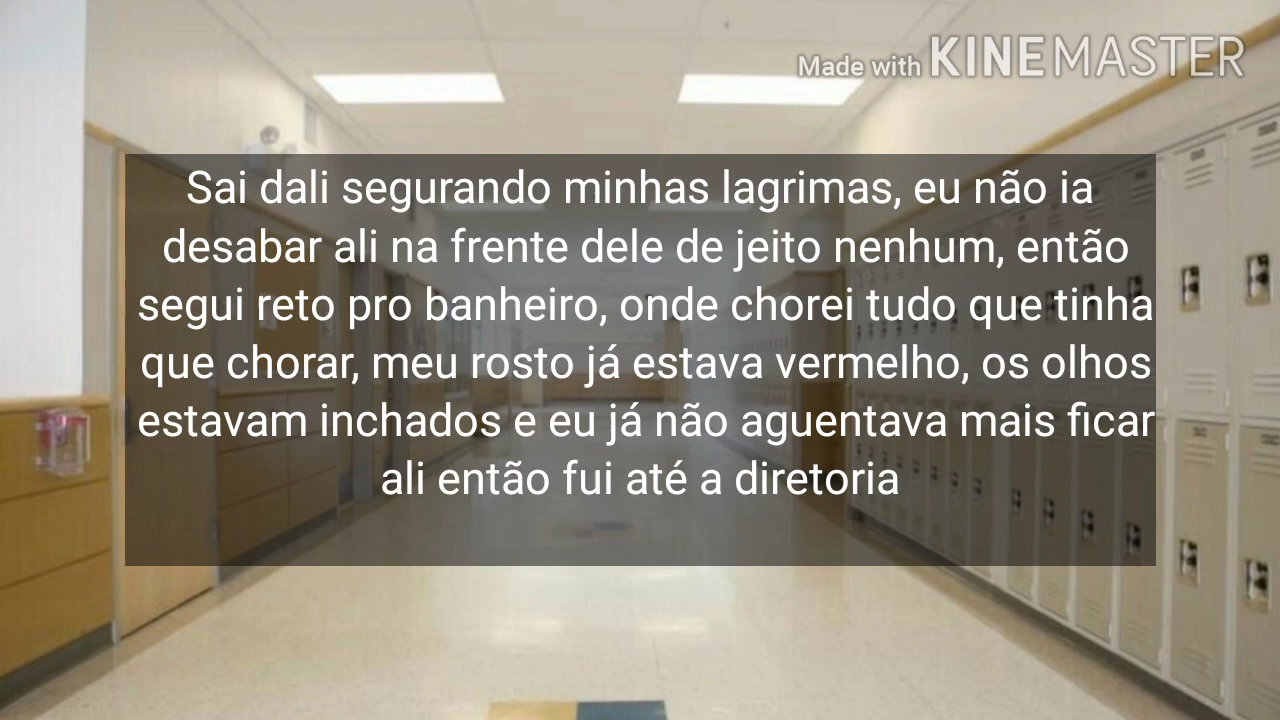 Made with KINEMASTER
Sai dali segurando minhas lagrimas, eu não ia
desabar ali na frente dele de jeito nenhum, então
segui reto pro banheiro, onde chorei tudo que tinha
que chorar, meu rosto já estava vermelho, os olhos
estavam inchados e eu já não aguentava mais ficar
ali então fui até a diretoria